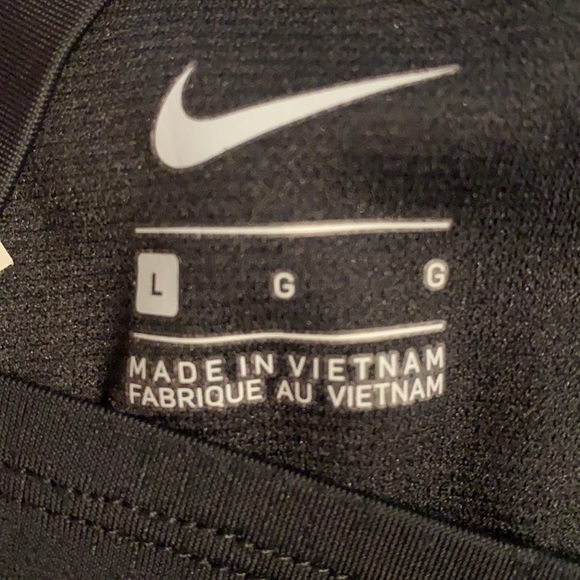 L G G
MADE IN VIETNAM
FABRIQUE AU VIETNAM